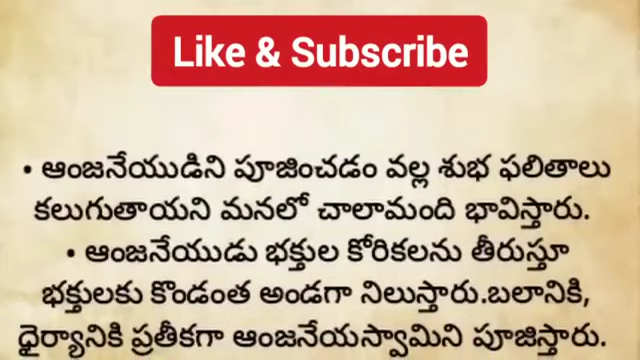 Like & Subscribe
• ఆంజనేయుడిని పూజించడం వల్ల శుభ ఫలితాలు
కలుగుతాయని మనలో చాలామంది భావిస్తారు.
• ఆంజనేయుడు భక్తుల కోరికలను తీరుస్తూ
భక్తులకు కొండంత అండగా నిలుస్తారు.బలానికి,
ధైర్యానికి ప్రతీకగా ఆంజనేయస్వామిని పూజిస్తారు.